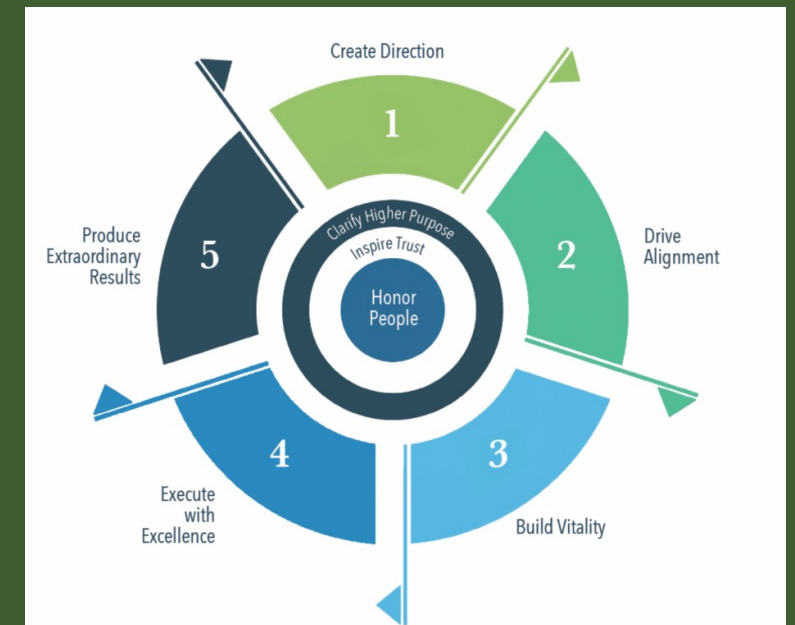 Create Direction
1
2
Drive
Alignment
3
Build Vitality
4
Execute
with
Excellence
5
Produce
Extraordinary
Results
Clarify Higher Purpose
Inspire Trust
Honor
People